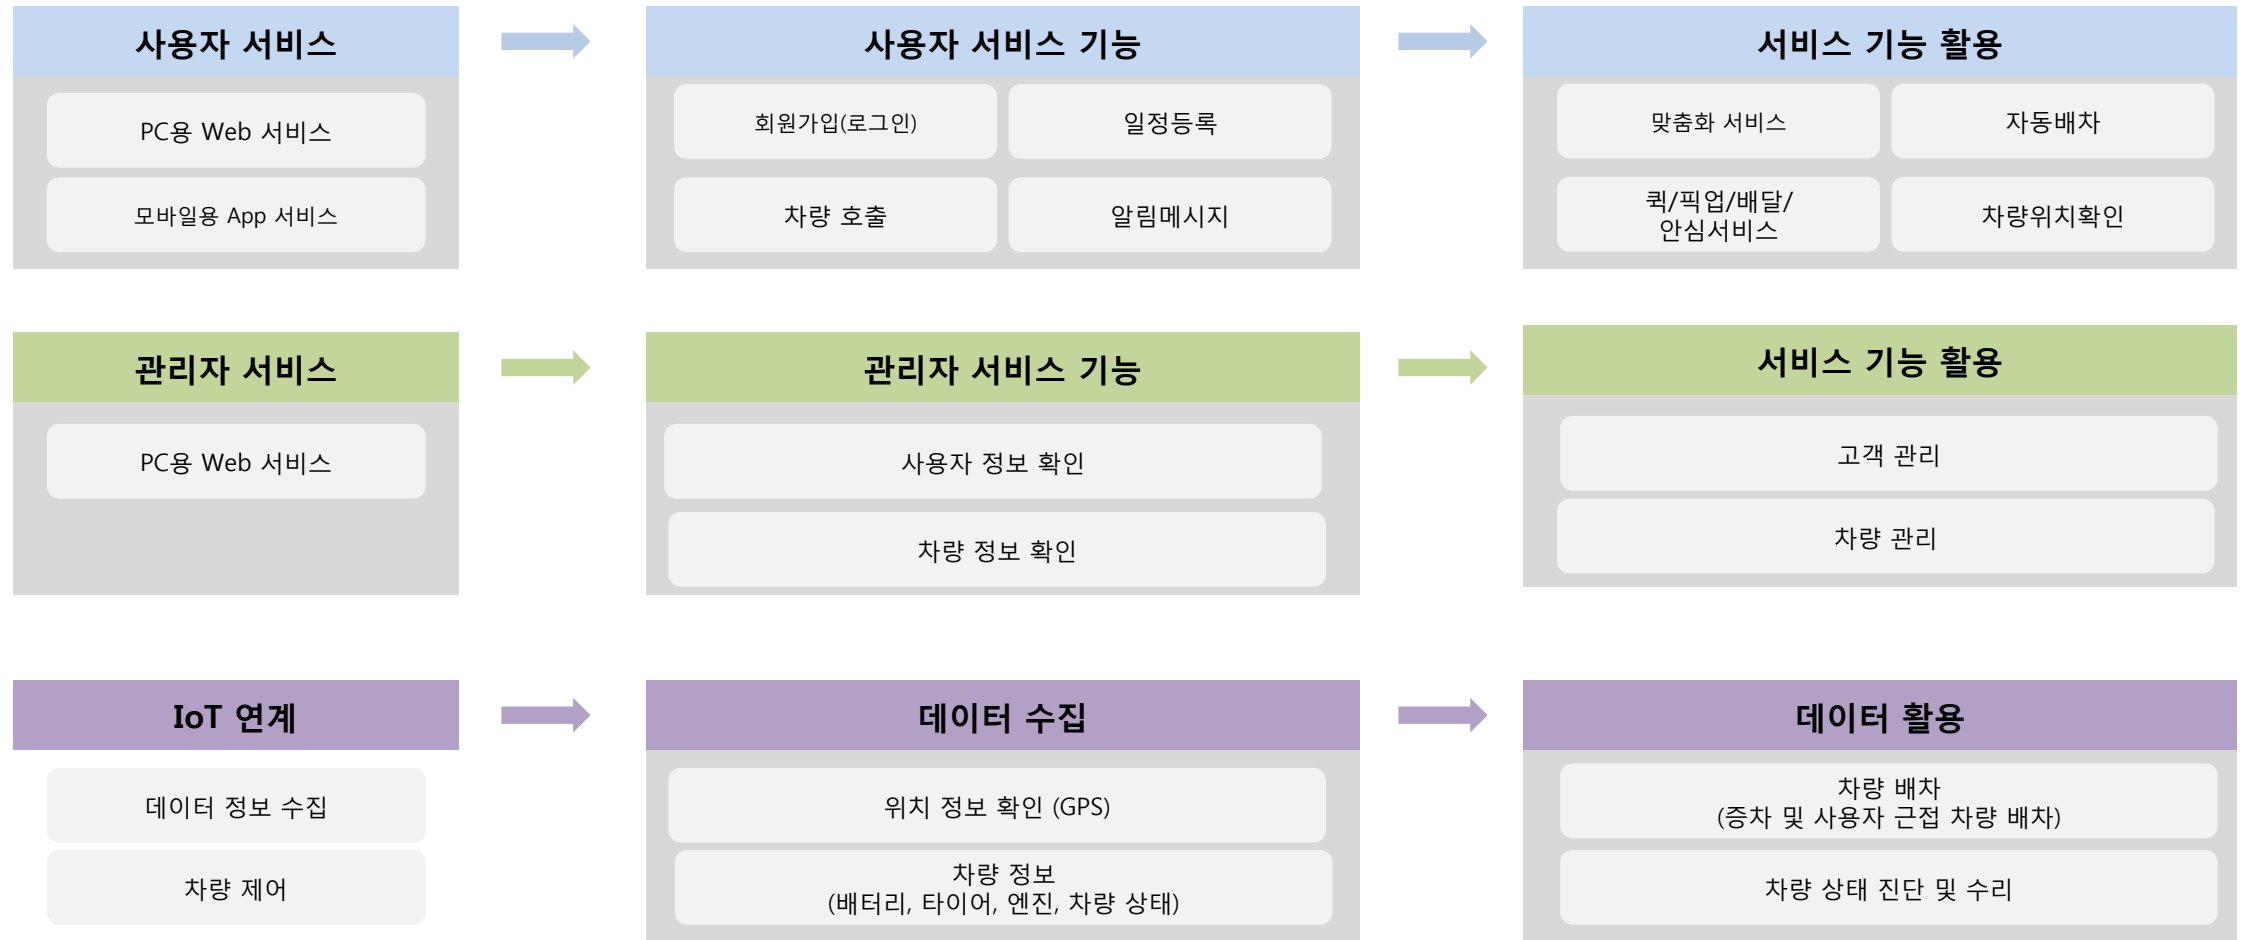 사용자 서비스
PC용 Web 서비스
모바일용 App 서비스
사용자 서비스 기능
회원가입(로그인)
일정등록
차량 호출
알림메시지
서비스 기능 활용
맞춤화 서비스
자동배차
퀵/픽업/배달/
안심서비스
차량위치확인
관리자 서비스
PC용 Web 서비스
관리자 서비스 기능
사용자 정보 확인
차량 정보 확인
서비스 기능 활용
고객 관리
차량 관리
IoT 연계
데이터 정보 수집
차량 제어
데이터 수집
위치 정보 확인 (GPS)
차량 정보
(배터리, 타이어, 엔진, 차량 상태)
데이터 활용
차량 배차
(증차 및 사용자 근접 차량 배차)
차량 상태 진단 및 수리